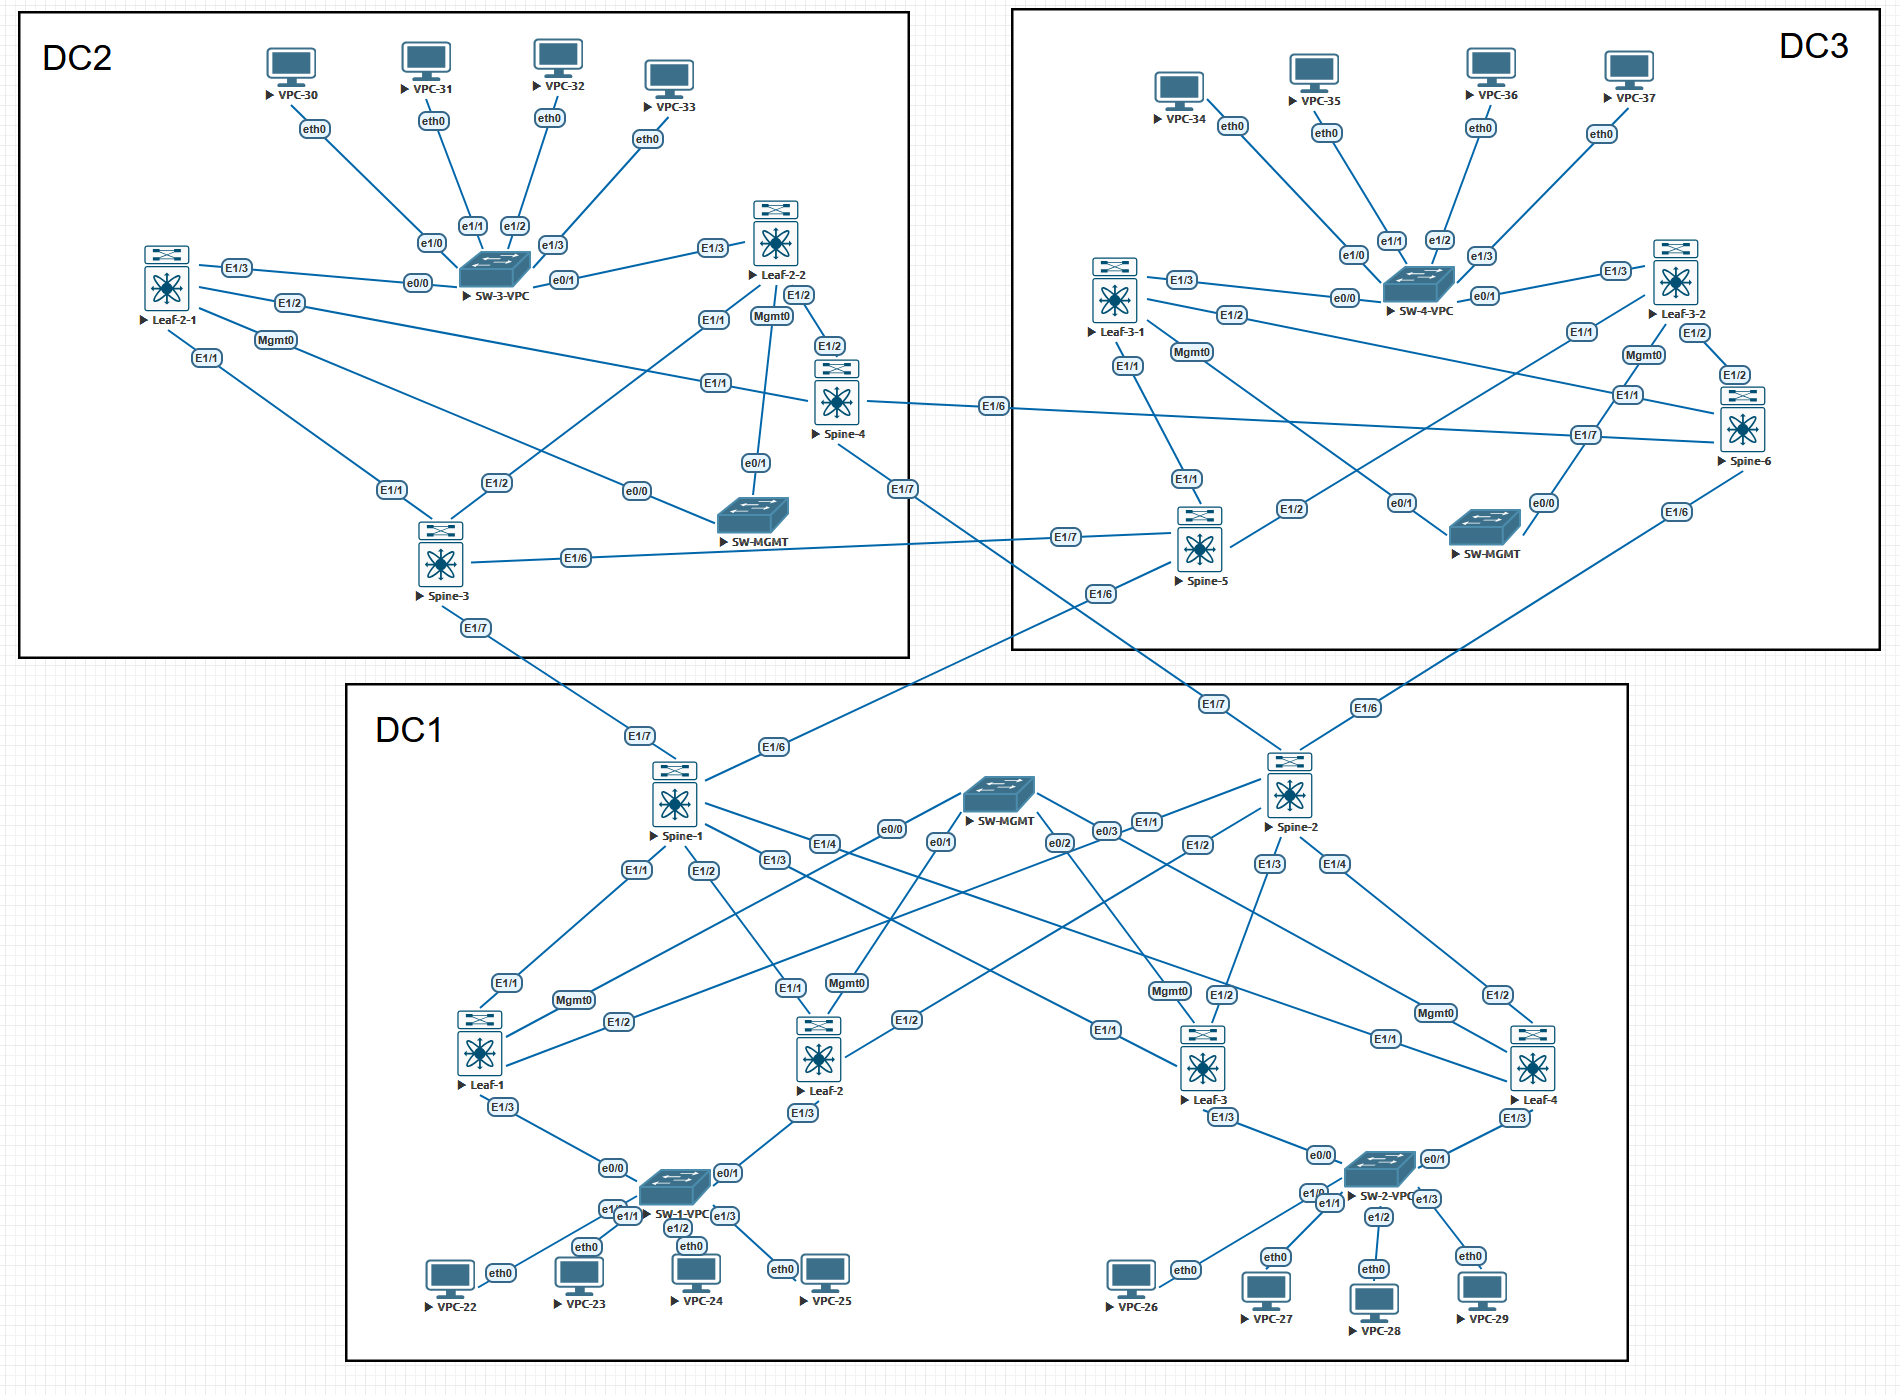 DC2
VPC-30
VPC-31
VPC-32
VPC-33
eth0
eth0
eth0
eth0
e1/0
e1/1
e1/2
e1/3
SW-3-VPC
e0/0
e0/1
E1/3
E1/3
Leaf-2-2
Leaf-2-1
E1/2
Mgmt0
E1/1
E1/1
Mgmt0
E1/2
E1/2
E1/1
Spine-4
E1/6
E1/7
e0/1
e0/0
SW-MGMT
E1/1
E1/2
Spine-3
E1/6
E1/7
DC3
VPC-34
VPC-35
VPC-36
VPC-37
eth0
eth0
eth0
eth0
e1/0
e1/1
e1/2
e1/3
SW-4-VPC
e0/0
e0/1
E1/3
E1/3
Leaf-3-1
Leaf-3-2
E1/2
Mgmt0
E1/1
E1/1
Mgmt0
E1/2
E1/2
E1/1
E1/7
Spine-6
E1/6
e0/1
e0/0
SW-MGMT
E1/1
E1/2
E1/7
Spine-5
E1/6
DC1
E1/7
E1/6
E1/7
E1/6
Spine-1
SW-MGMT
Spine-2
E1/1
E1/2
E1/3
E1/4
e0/0
e0/1
e0/2
e0/3
E1/1
E1/2
E1/3
E1/4
E1/1
Mgmt0
E1/2
E1/1
Mgmt0
E1/2
E1/1
Mgmt0
E1/2
E1/1
Mgmt0
E1/2
Leaf-1
Leaf-2
Leaf-3
Leaf-4
E1/3
E1/3
E1/3
E1/3
e0/0
e0/1
e0/0
e0/1
SW-1-VPC
SW-2-VPC
e1/1
e1/2
e1/3
e1/1
e1/2
e1/3
eth0
eth0
eth0
eth0
eth0
eth0
eth0
eth0
VPC-22
VPC-23
VPC-24
VPC-25
VPC-26
VPC-27
VPC-28
VPC-29